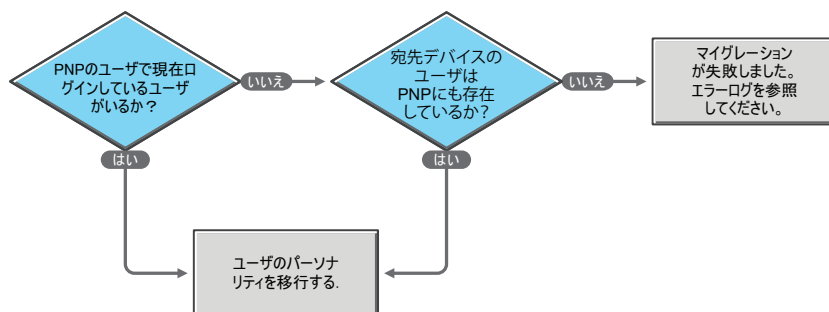 PNPのユーザで現在ロ
グインしているユーザ
がいるか？
いいえ
宛先デバイスの
ユーザは
PNPにも存在
しているか？
いいえ
マイグレーション
が失敗しました。
エラーログを参照
してください。
はい
はい
ユーザのパーソナ
リティを移行する.